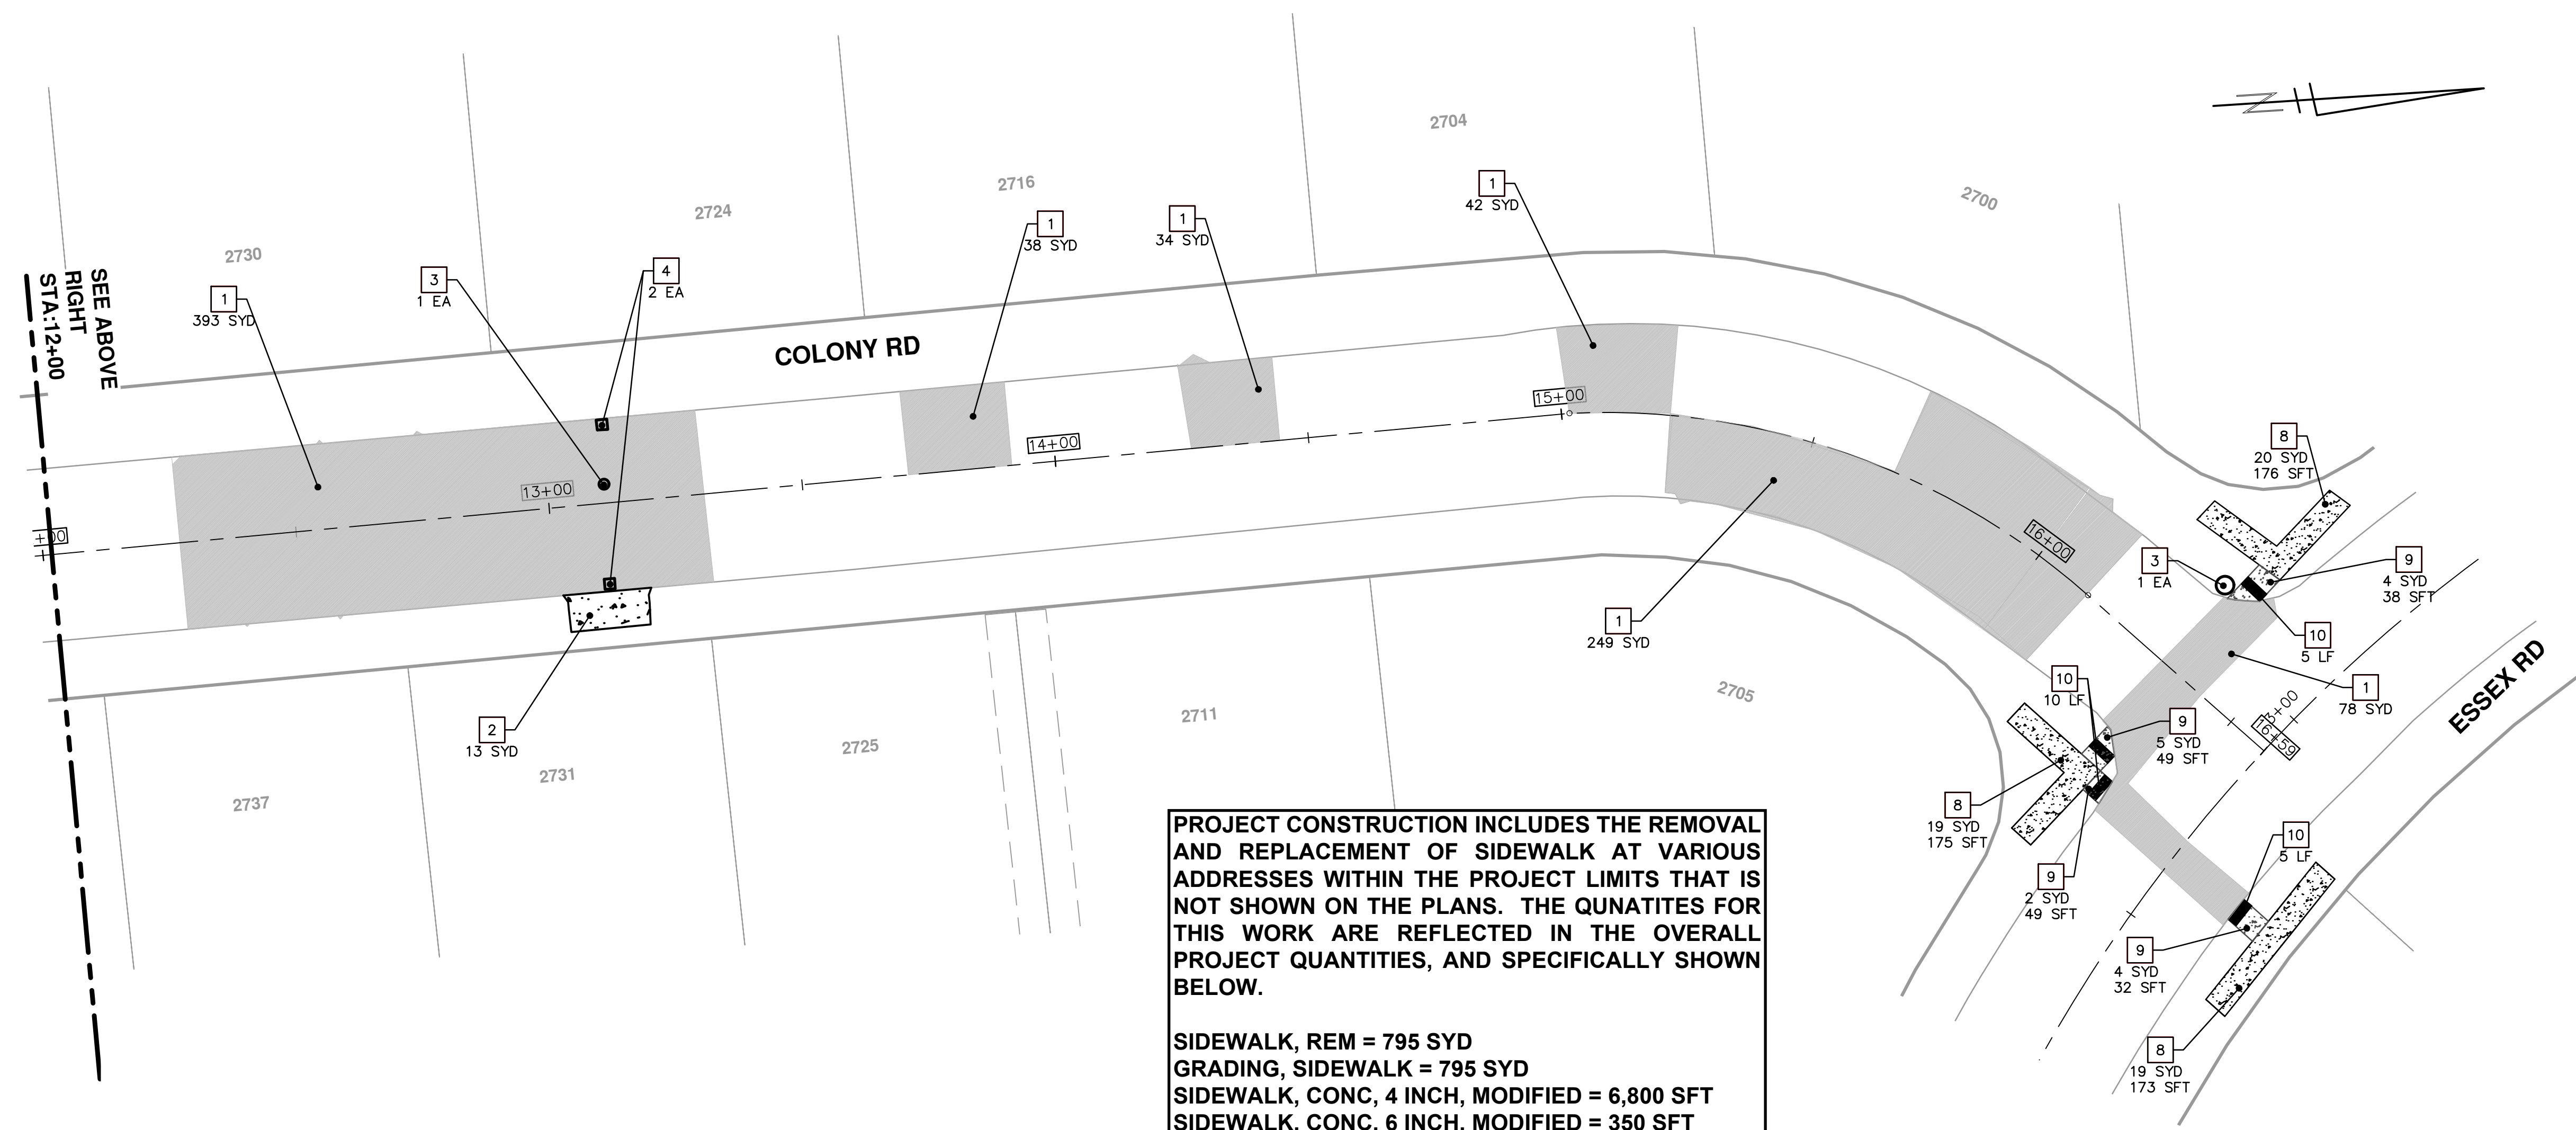 2704
2700
2716
2724
2730
1
42 SYD
1
38 SYD
1
34 SYD
4
2 EA
3
1 EA
1
393 SYD
SEE ABOVE
RIGHT
STA:12+00
COLONY RD
N
+00
13+00
14+00
15+00
16+00
16+59
13+00
8
20 SYD
176 SFT
3
1 EA
9
4 SYD
38 SFT
10
5 LF
1
249 SYD
10
10 LF
1
78 SYD
9
5 SYD
49 SFT
ESSEX RD
2
13 SYD
2737
2731
2725
2711
2705
8
19 SYD
175 SFT
9
2 SYD
49 SFT
10
5 LF
9
4 SYD
32 SFT
8
19 SYD
173 SFT
PROJECT CONSTRUCTION INCLUDES THE REMOVAL
AND REPLACEMENT OF SIDEWALK AT VARIOUS
ADDRESSES WITHIN THE PROJECT LIMITS THAT IS
NOT SHOWN ON THE PLANS. THE QUNATITES FOR
THIS WORK ARE REFLECTED IN THE OVERALL
PROJECT QUANTITIES, AND SPECIFICALLY SHOWN
BELOW.
SIDEWALK, REM = 795 SYD
GRADING, SIDEWALK = 795 SYD
SIDEWALK, CONC, 4 INCH, MODIFIED = 6,800 SFT
SIDEWALK, CONC, 6 INCH, MODIFIED = 350 SFT